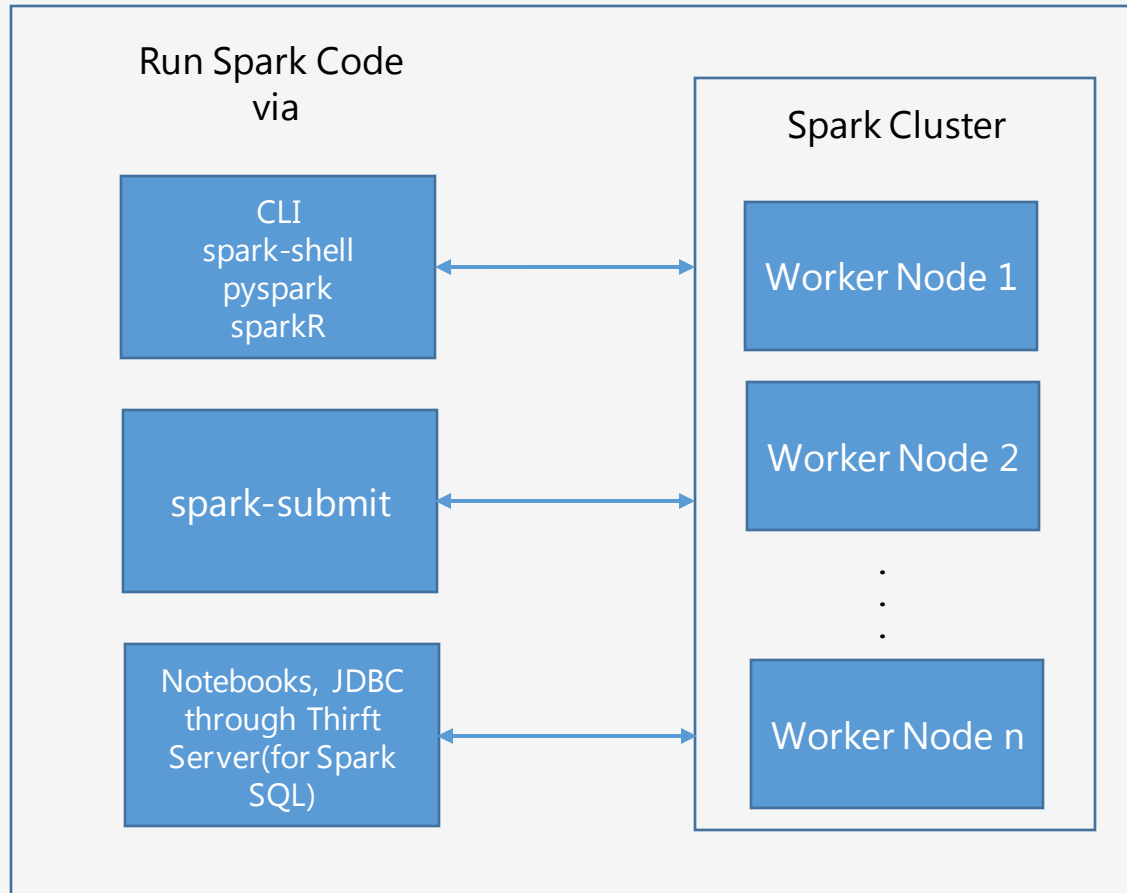 Run Spark Code
via
CLI
spark-shell
pyspark
sparkR
spark-submit
Notebooks, JDBC
through Thirft
Server(for Spark
SQL)
Spark Cluster
Worker Node 1
Worker Node 2
.
.
.
Worker Node n